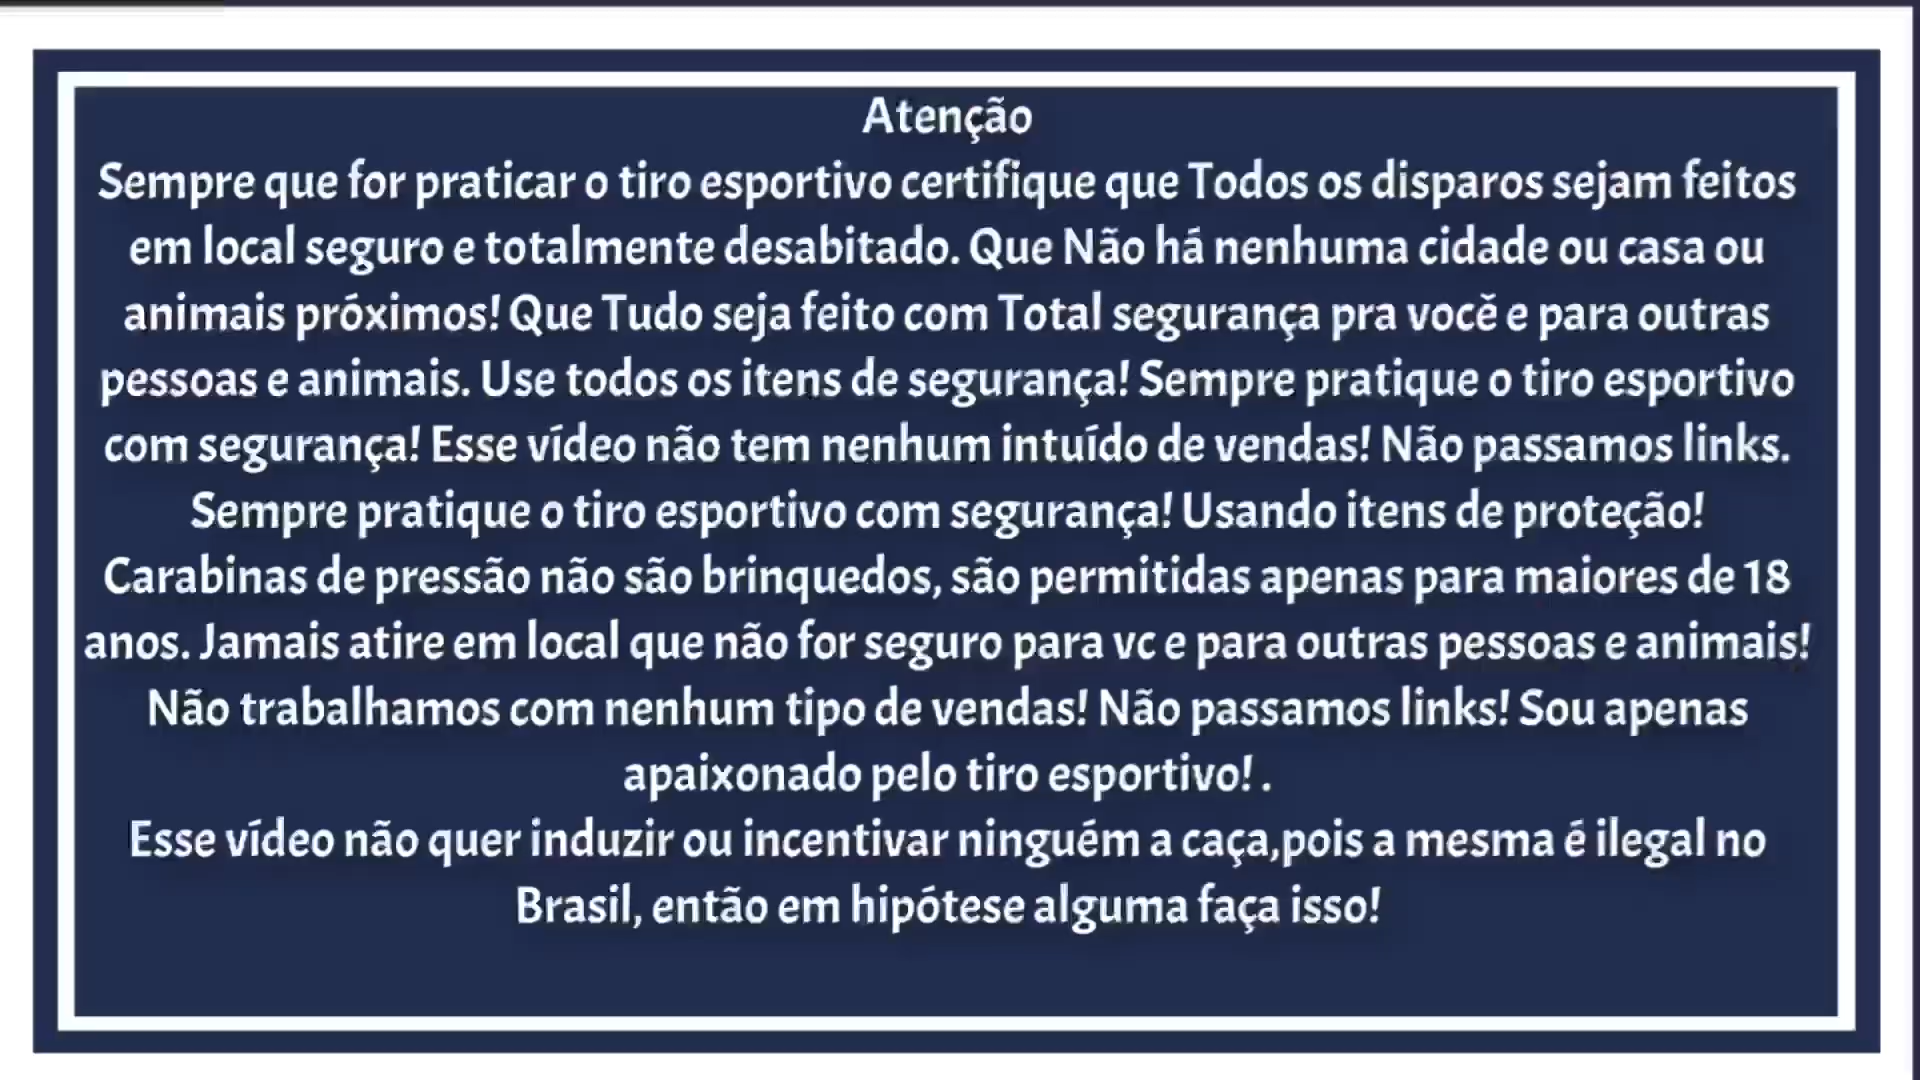 Atenção
Sempre que for praticar o tiro esportivo certifique que Todos os disparos sejam feitos
em local seguro e totalmente desabitado. Que Não há nenhuma cidade ou casa ou
animais próximos! Que Tudo seja feito com Total segurança pra você e para outras
pessoas e animais. Use todos os itens de segurança! Sempre pratique o tiro esportivo
com segurança! Esse vídeo não tem nenhum intuído de vendas! Não passamos links.
Sempre pratique o tiro esportivo com segurança! Usando itens de proteção!
Carabinas de pressão não são brinquedos, são permitidas apenas para maiores de 18
anos. Jamais atire em local que não for seguro para vc e para outras pessoas e animais!
Não trabalhamos com nenhum tipo de vendas! Não passamos links! Sou apenas
apaixonado pelo tiro esportivo! .
Esse vídeo não quer induzir ou incentivar ninguém a caça,pois a mesma é ilegal no
Brasil, então em hipótese alguma faça isso!